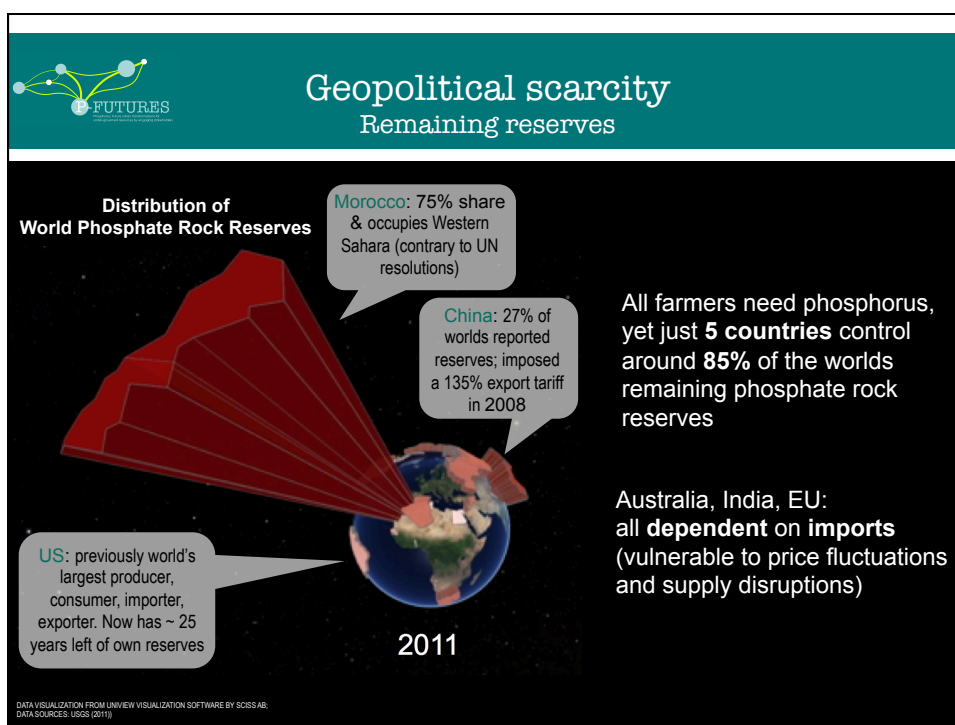 P-FUTURES
Geopolitical scarcity
Remaining reserves
Distribution of
World Phosphate Rock Reserves
Morocco: 75% share
& occupies Western
Sahara (contrary to UN
resolutions)
China: 27% of
worlds reported
reserves; imposed
a 135% export tariff
in 2008
US: previously world's
largest producer,
consumer, importer,
exporter. Now has ~ 25
years left of own reserves
2011
All farmers need phosphorus,
yet just 5 countries control
around 85% of the worlds
remaining phosphate rock
reserves
Australia, India, EU:
all dependent on imports
(vulnerable to price fluctuations
and supply disruptions)
DATA VISUALIZATION FROM UNIVIEW VISUALIZATION SOFTWARE BY SCISS AB;
DATA SOURCES: USGS (2011))